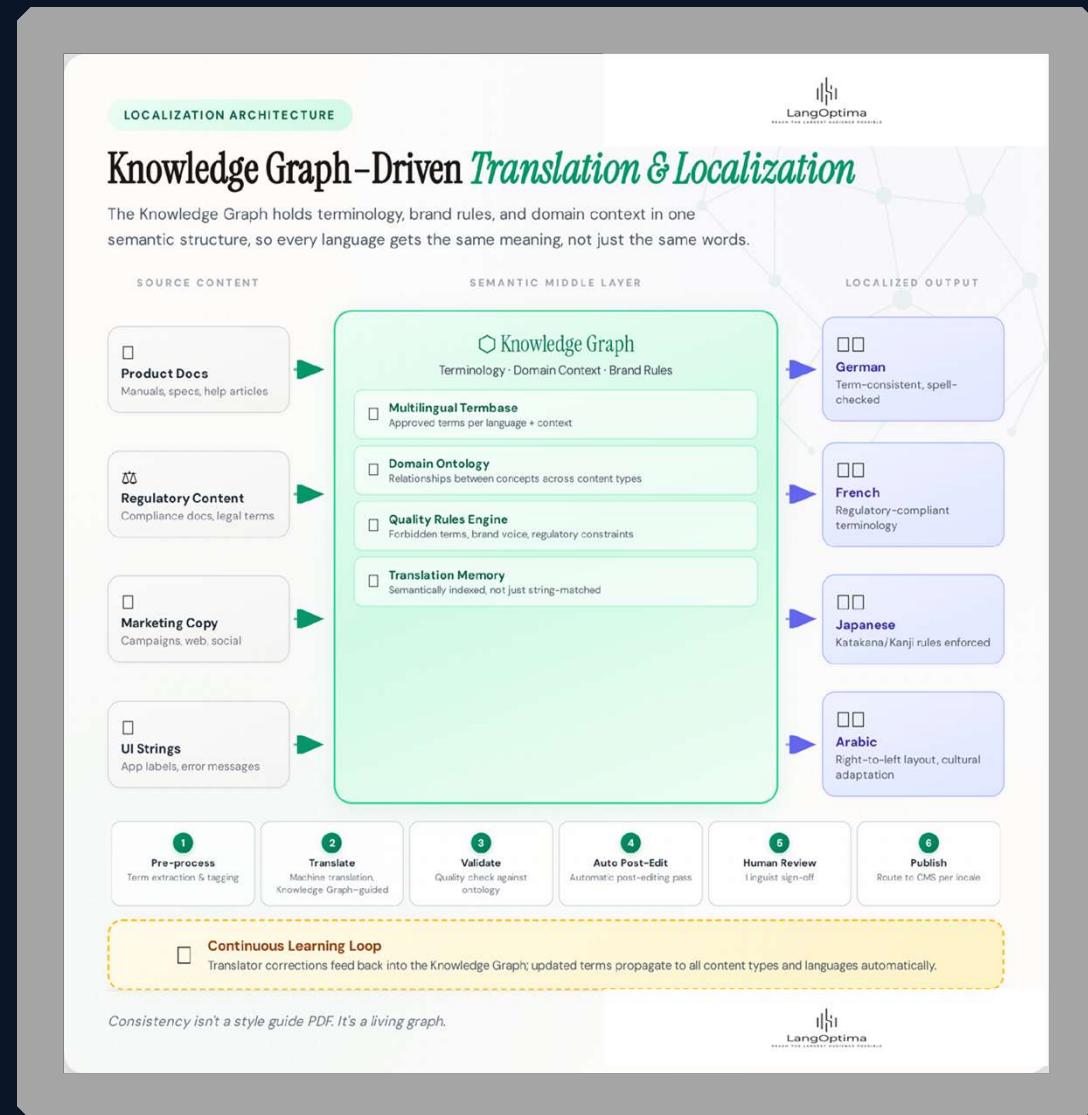 LangOptima
REACH THE LARGEST AUDIENCE POSSIBLE
LOCALIZATION ARCHITECTURE
Knowledge Graph–Driven Translation & Localization
The Knowledge Graph holds terminology, brand rules, and domain context in one
semantic structure, so every language gets the same meaning, not just the same words.
SOURCE CONTENT
Product Docs
Manuals, specs, help articles
Regulatory Content
Compliance docs, legal terms
Marketing Copy
Campaigns, web, social
UI Strings
App labels, error messages
SEMANTIC MIDDLE LAYER
Knowledge Graph
Terminology · Domain Context · Brand Rules
Multilingual Termbase
Approved terms per language + context
Domain Ontology
Relationships between concepts across content types
Quality Rules Engine
Forbidden terms, brand voice, regulatory constraints
Translation Memory
Semantically indexed, not just string-matched
LOCALIZED OUTPUT
German
Term-consistent, spell-
checked
French
Regulatory-compliant
terminology
Japanese
Katakana/Kanji rules enforced
Arabic
Right-to-left layout, cultural
adaptation
1
Pre-process
Term extraction & tagging
2
Translate
Machine translation,
Knowledge Graph-guided
3
Validate
Quality check against
ontology
4
Auto Post-Edit
Automatic post-editing pass
5
Human Review
Linguist sign-off
6
Publish
Route to CMS per locale
Continuous Learning Loop
Translator corrections feed back into the Knowledge Graph; updated terms propagate to all content types and languages automatically.
Consistency isn't a style guide PDF. It's a living graph.
LangOptima
REACH THE LARGEST AUDIENCE POSSIBLE